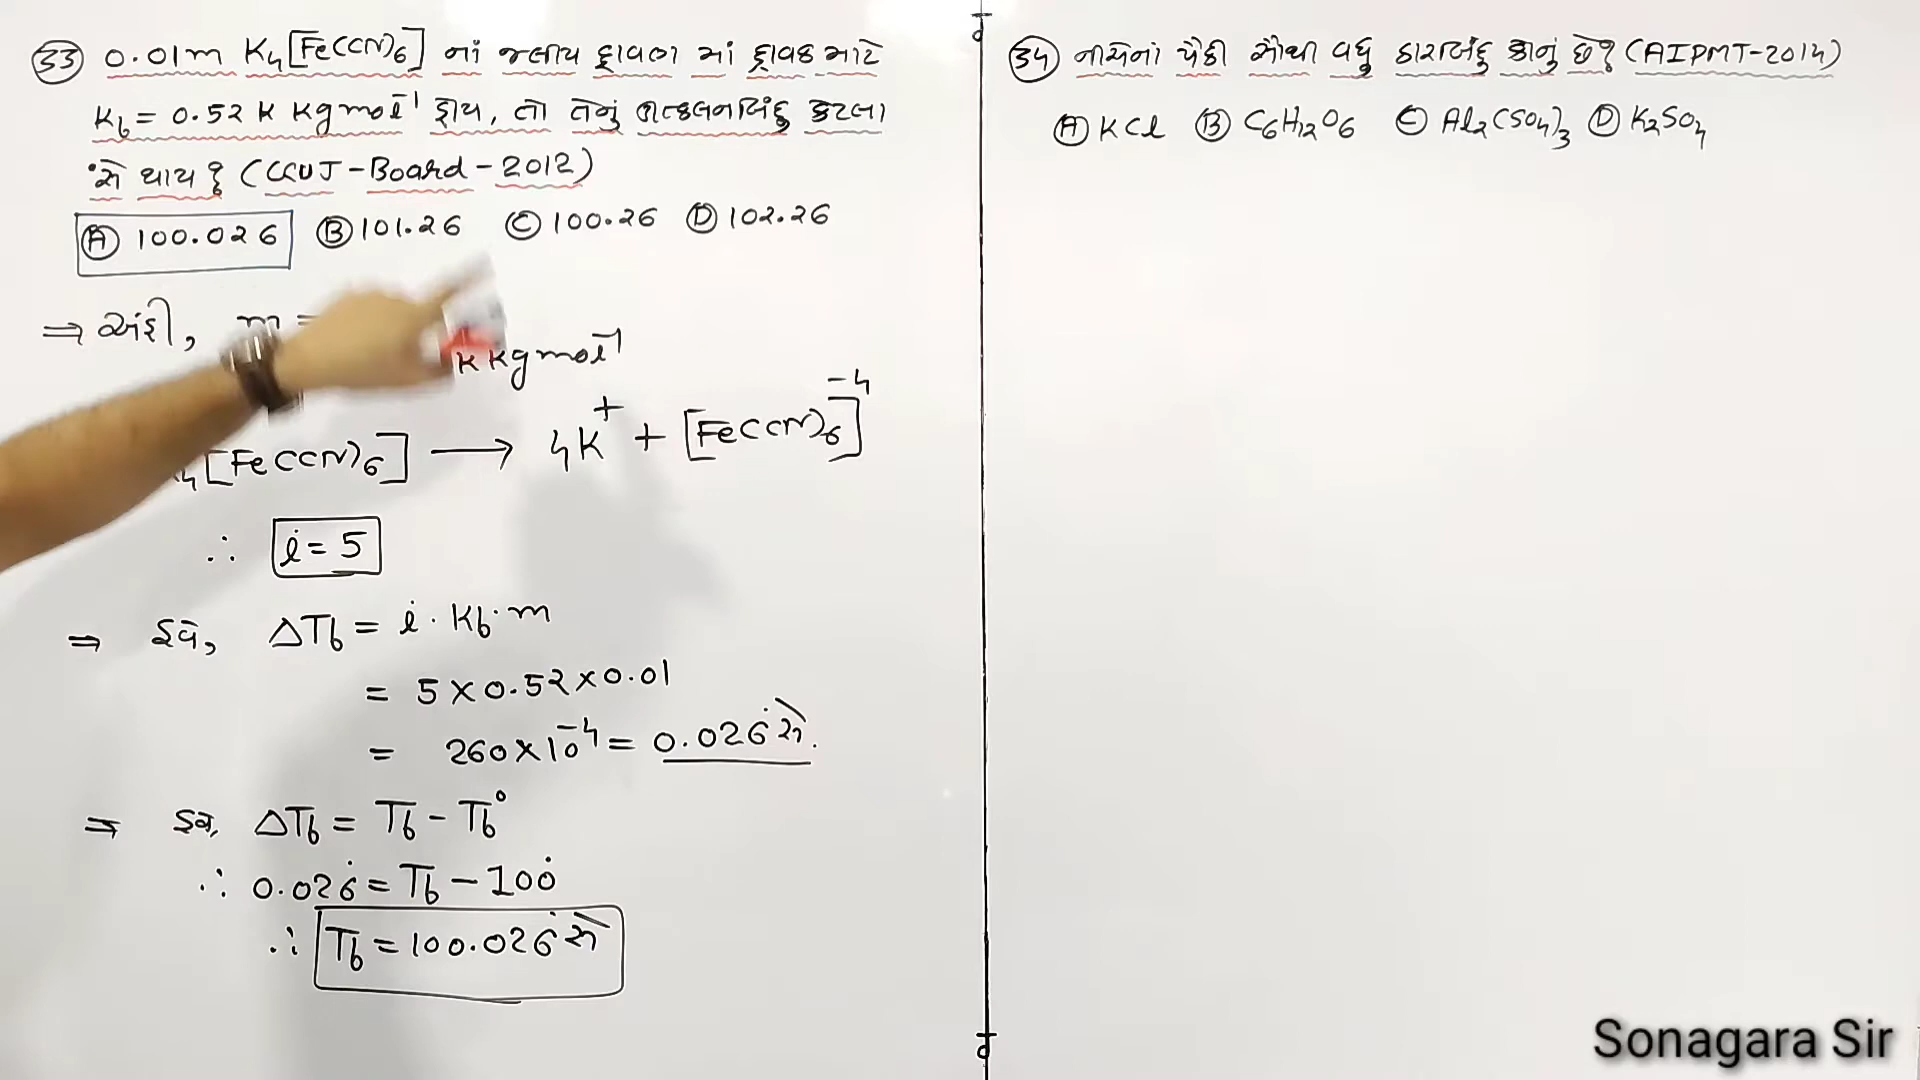 33 0.01m K4[Fe(CN)6] નાં જલીય દ્રાવણ માં દ્રાવક માટે
Kb = 0.52 K Kg mol⁻¹ હોય, તો તેનું ઉત્કલનબિંદુ કેટલા
°સે થાય? (GUJ-Board-2012)
A 100.026 B 101.26 C 100.26 D 102.26
⇒ અહીં, m =
K Kg mol⁻¹
4[Fe(CN)6] → 4K⁺ + [Fe(CN)6]⁻⁴
∴ i = 5
⇒ હવે, ΔTb = i · Kb · m
= 5 × 0.52 × 0.01
= 260 × 10⁻⁴ = 0.026°સે.
⇒ હવે, ΔTb = Tb - Tb°
∴ 0.026° = Tb - 100°
∴ Tb = 100.026°સે
34 નીચેનાં પૈકી સૌથી વધુ ઠારબિંદુ કોનું છે? (AIPMT-2014)
A KCl B C6H12O6 C Al2(SO4)3 D K2SO4
Sonagara Sir